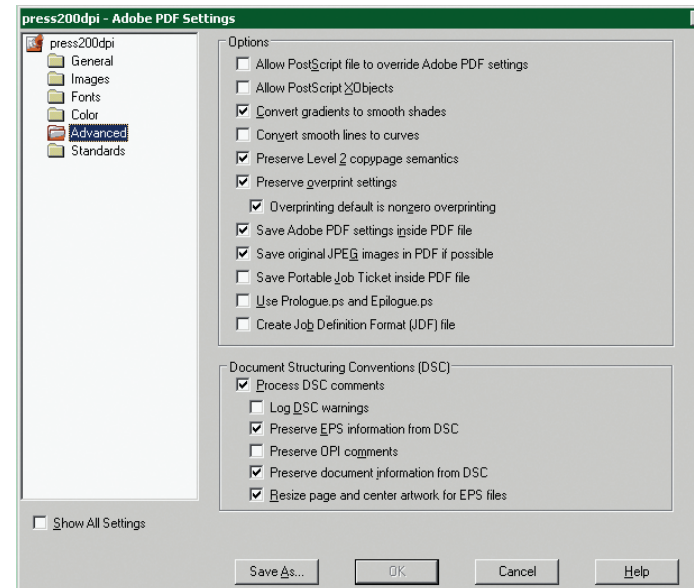 press200dpi - Adobe PDF Settings
press200dpi
General
Images
Fonts
Color
Advanced
Standards
Show All Settings
Options
Allow PostScript file to override Adobe PDF settings
Allow PostScript XObjects
Convert gradients to smooth shades
Convert smooth lines to curves
Preserve Level 2 copypage semantics
Preserve overprint settings
Overprinting default is nonzero overprinting
Save Adobe PDF settings inside PDF file
Save original JPEG images in PDF if possible
Save Portable Job Ticket inside PDF file
Use Prologue.ps and Epilogue.ps
Create Job Definition Format (JDF) file
Document Structuring Conventions (DSC)
Process DSC comments
Log DSC warnings
Preserve EPS information from DSC
Preserve OPI comments
Preserve document information from DSC
Resize page and center artwork for EPS files
Save As...
OK
Cancel
Help